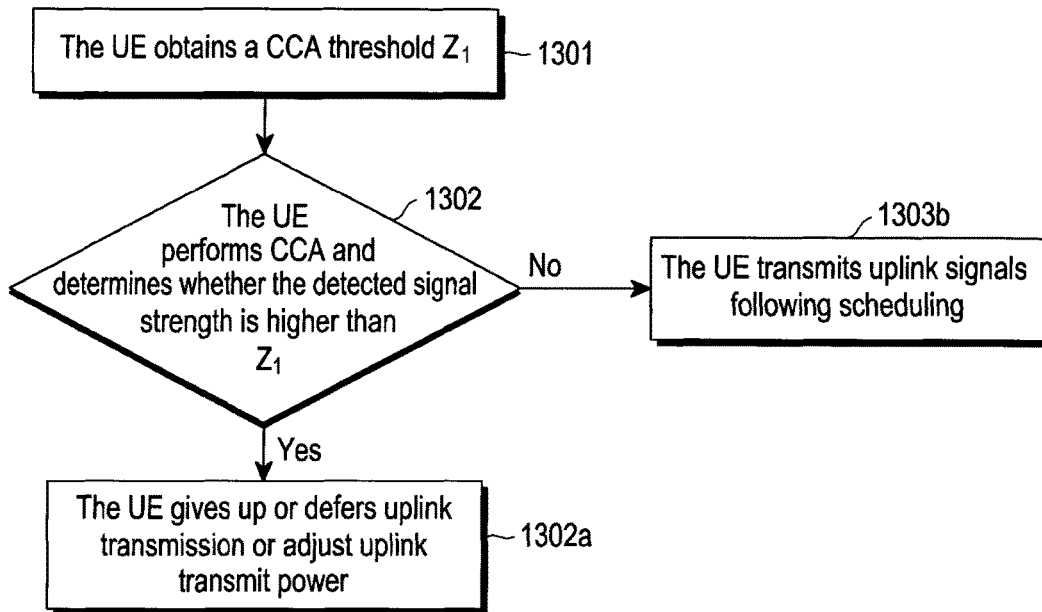 The UE obtains a CCA threshold Z1
1301
The UE
performs CCA and
determines whether the detected signal
strength is higher than
Z1
1302
No
1303b
The UE transmits uplink signals
following scheduling
Yes
The UE gives up or defers uplink
transmission or adjust uplink
transmit power
1302a